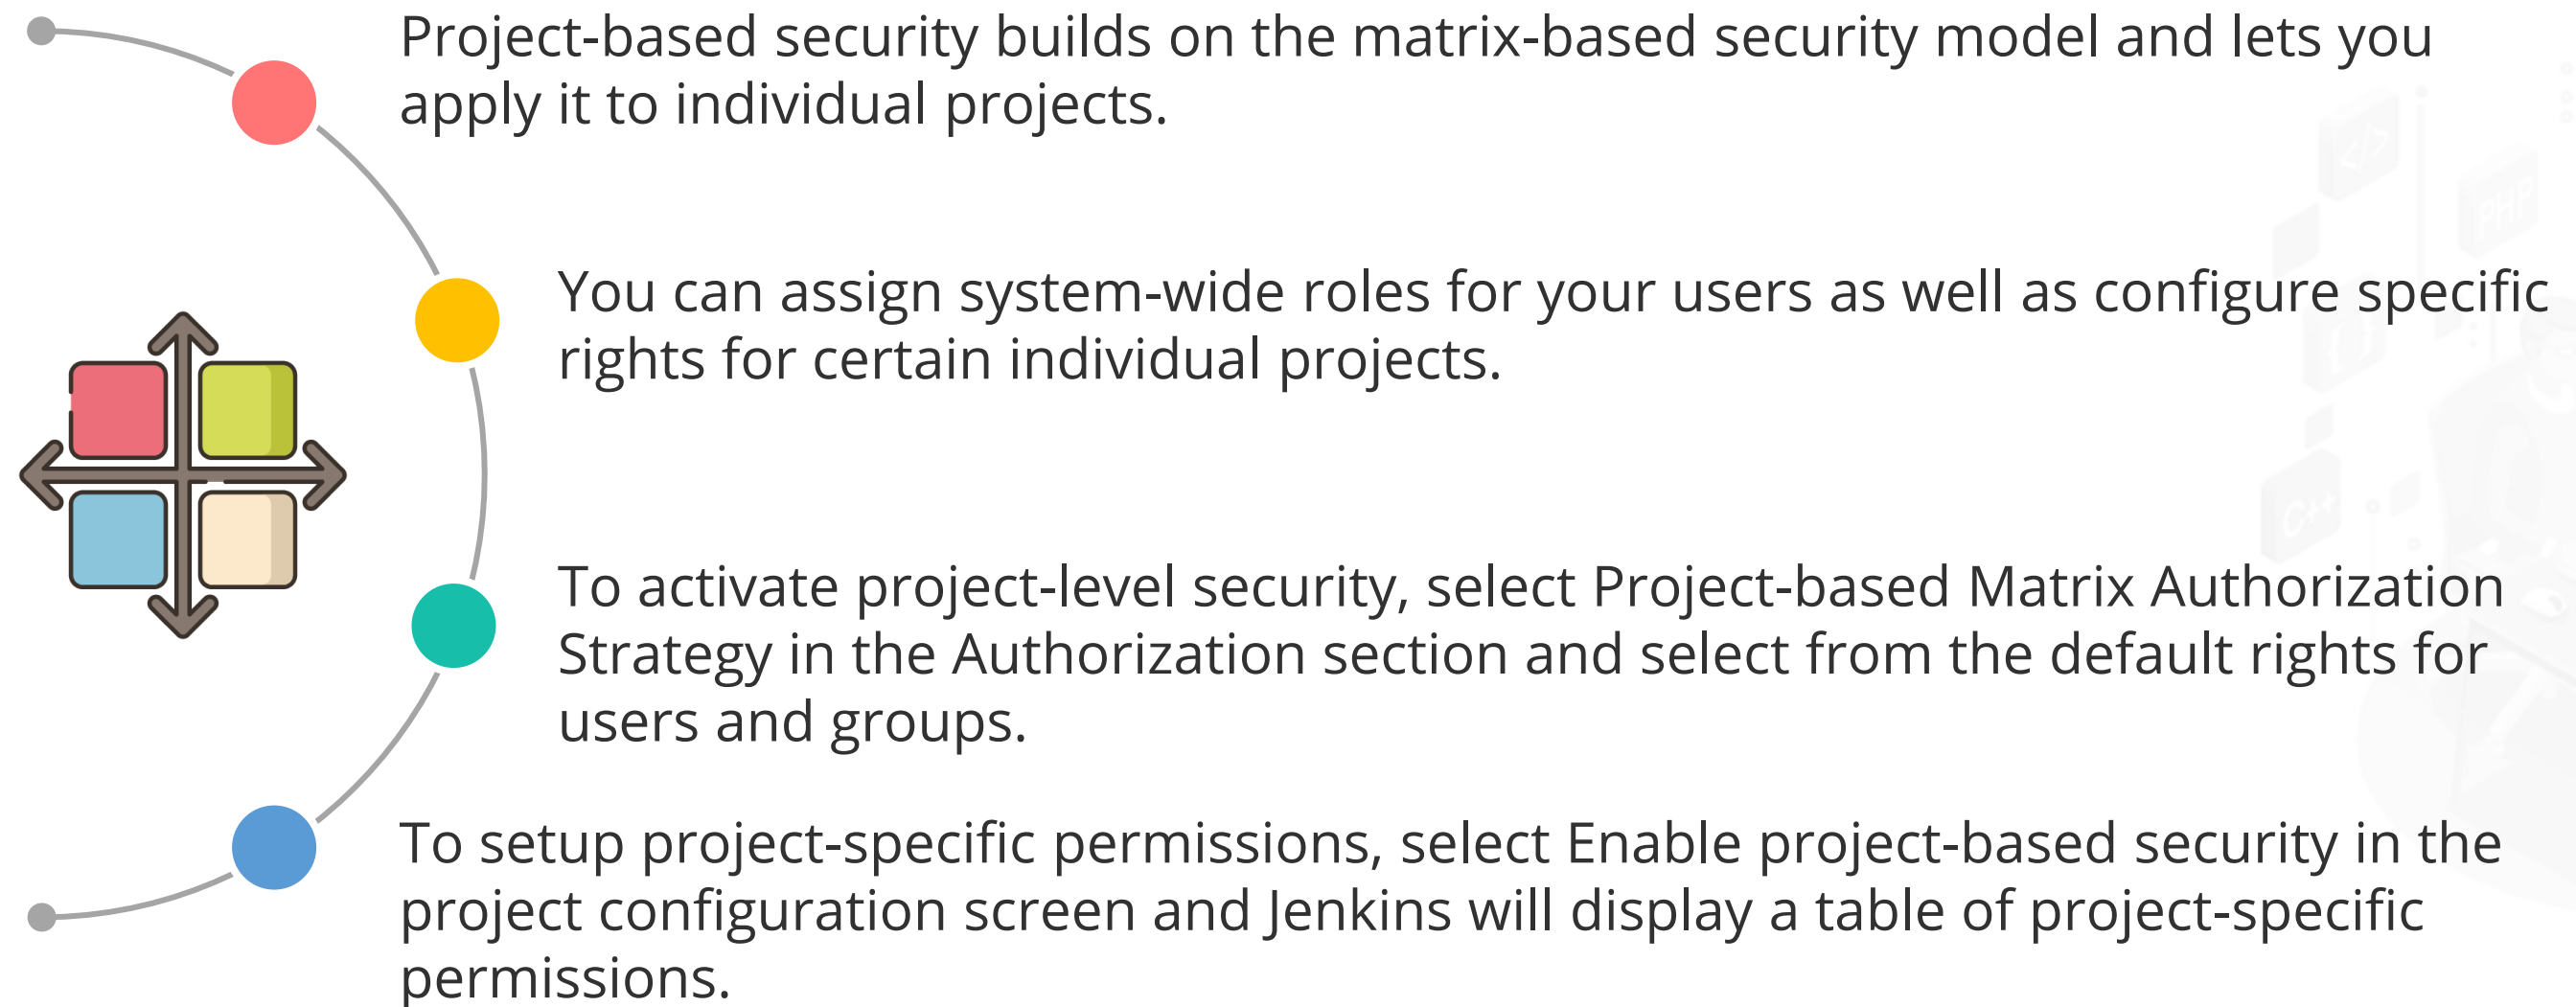 Project-based security builds on the matrix-based security model and lets you
apply it to individual projects.
You can assign system-wide roles for your users as well as configure specific
rights for certain individual projects.
To activate project-level security, select Project-based Matrix Authorization
Strategy in the Authorization section and select from the default rights for
users and groups.
To setup project-specific permissions, select Enable project-based security in the
project configuration screen and Jenkins will display a table of project-specific
permissions.
</>
PHP
{ }
C++